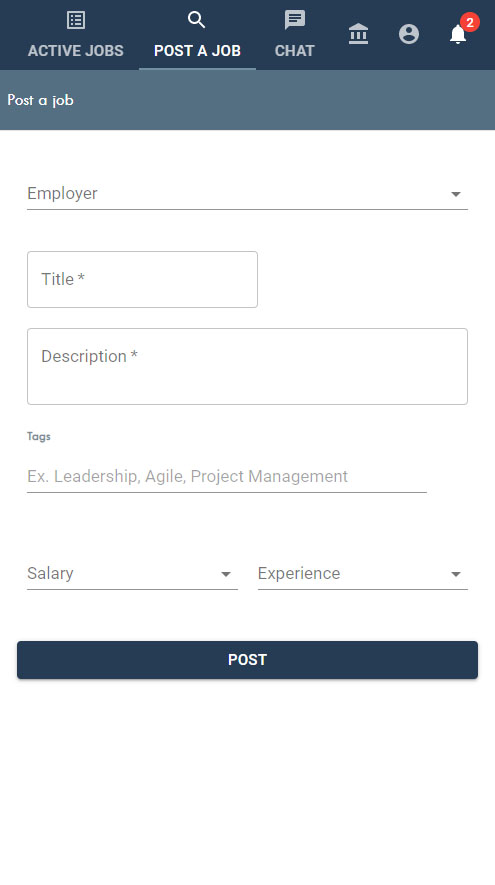 2
ACTIVE JOBS
POST A JOB
CHAT
Post a job
Employer
Title *
Description *
Tags
Ex. Leadership, Agile, Project Management
Salary
Experience
POST